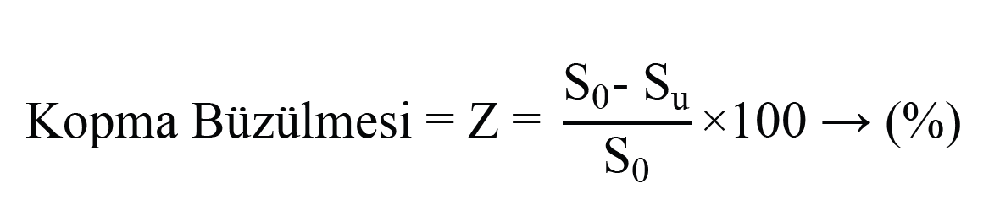 Kopma Büzülmesi = Z = (S₀- Sᵤ)/S₀ ×100 → (%)